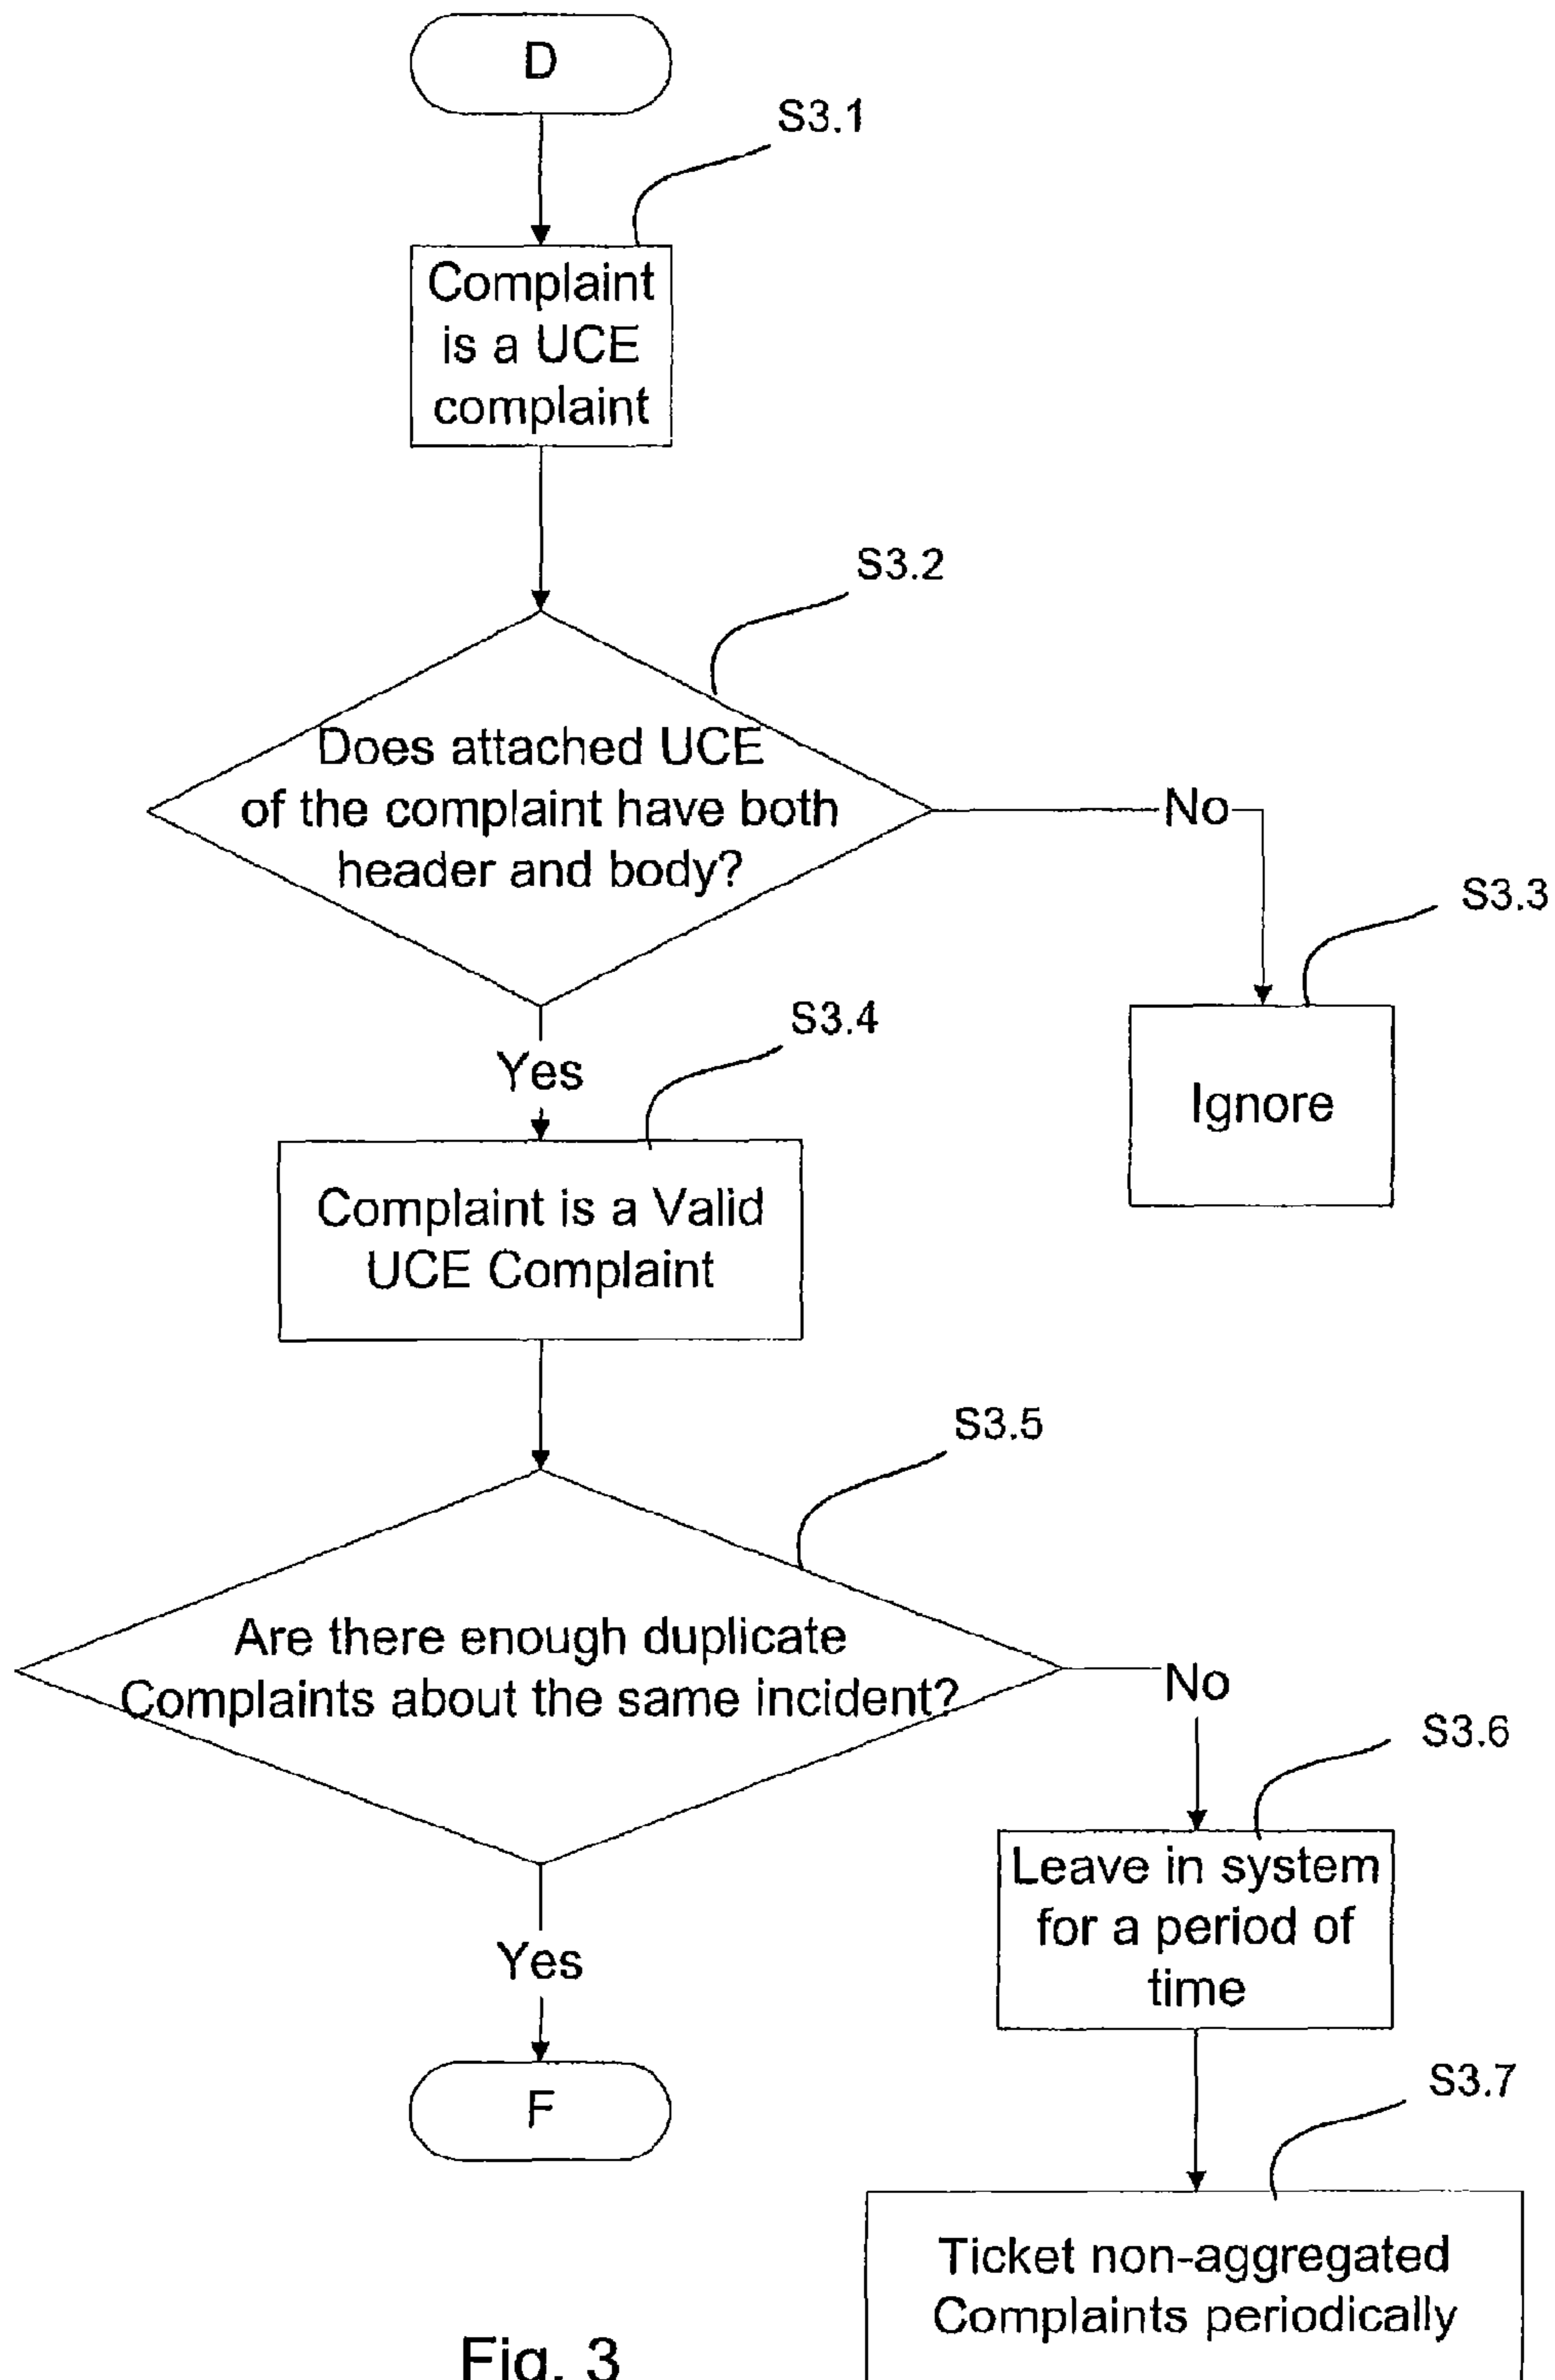 D
S3.1
Complaint
is a UCE
complaint
S3.2
Does attached UCE
of the complaint have both
header and body?
No
S3.3
Ignore
S3.4
Yes
Complaint is a Valid
UCE Complaint
S3.5
Are there enough duplicate
Complaints about the same incident?
No
S3.6
Leave in system
for a period of
time
Yes
F
S3.7
Ticket non-aggregated
Complaints periodically
Fig. 3